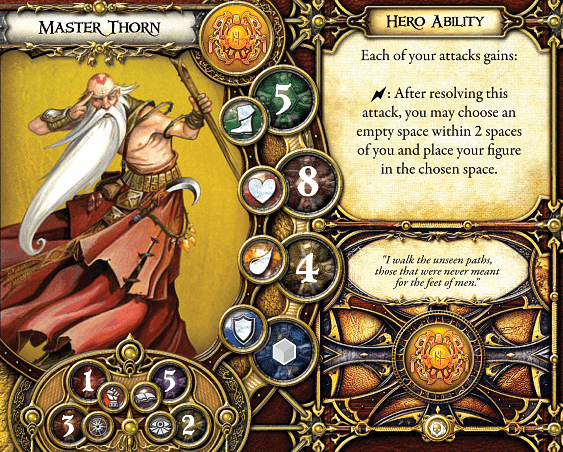 Master Thorn
Hero Ability
Each of your attacks gains:
: After resolving this
attack, you may choose an
empty space within 2 spaces
of you and place your figure
in the chosen space.
5
8
4
"I walk the unseen paths,
those that were never meant
for the feet of men."
1 5
3 2